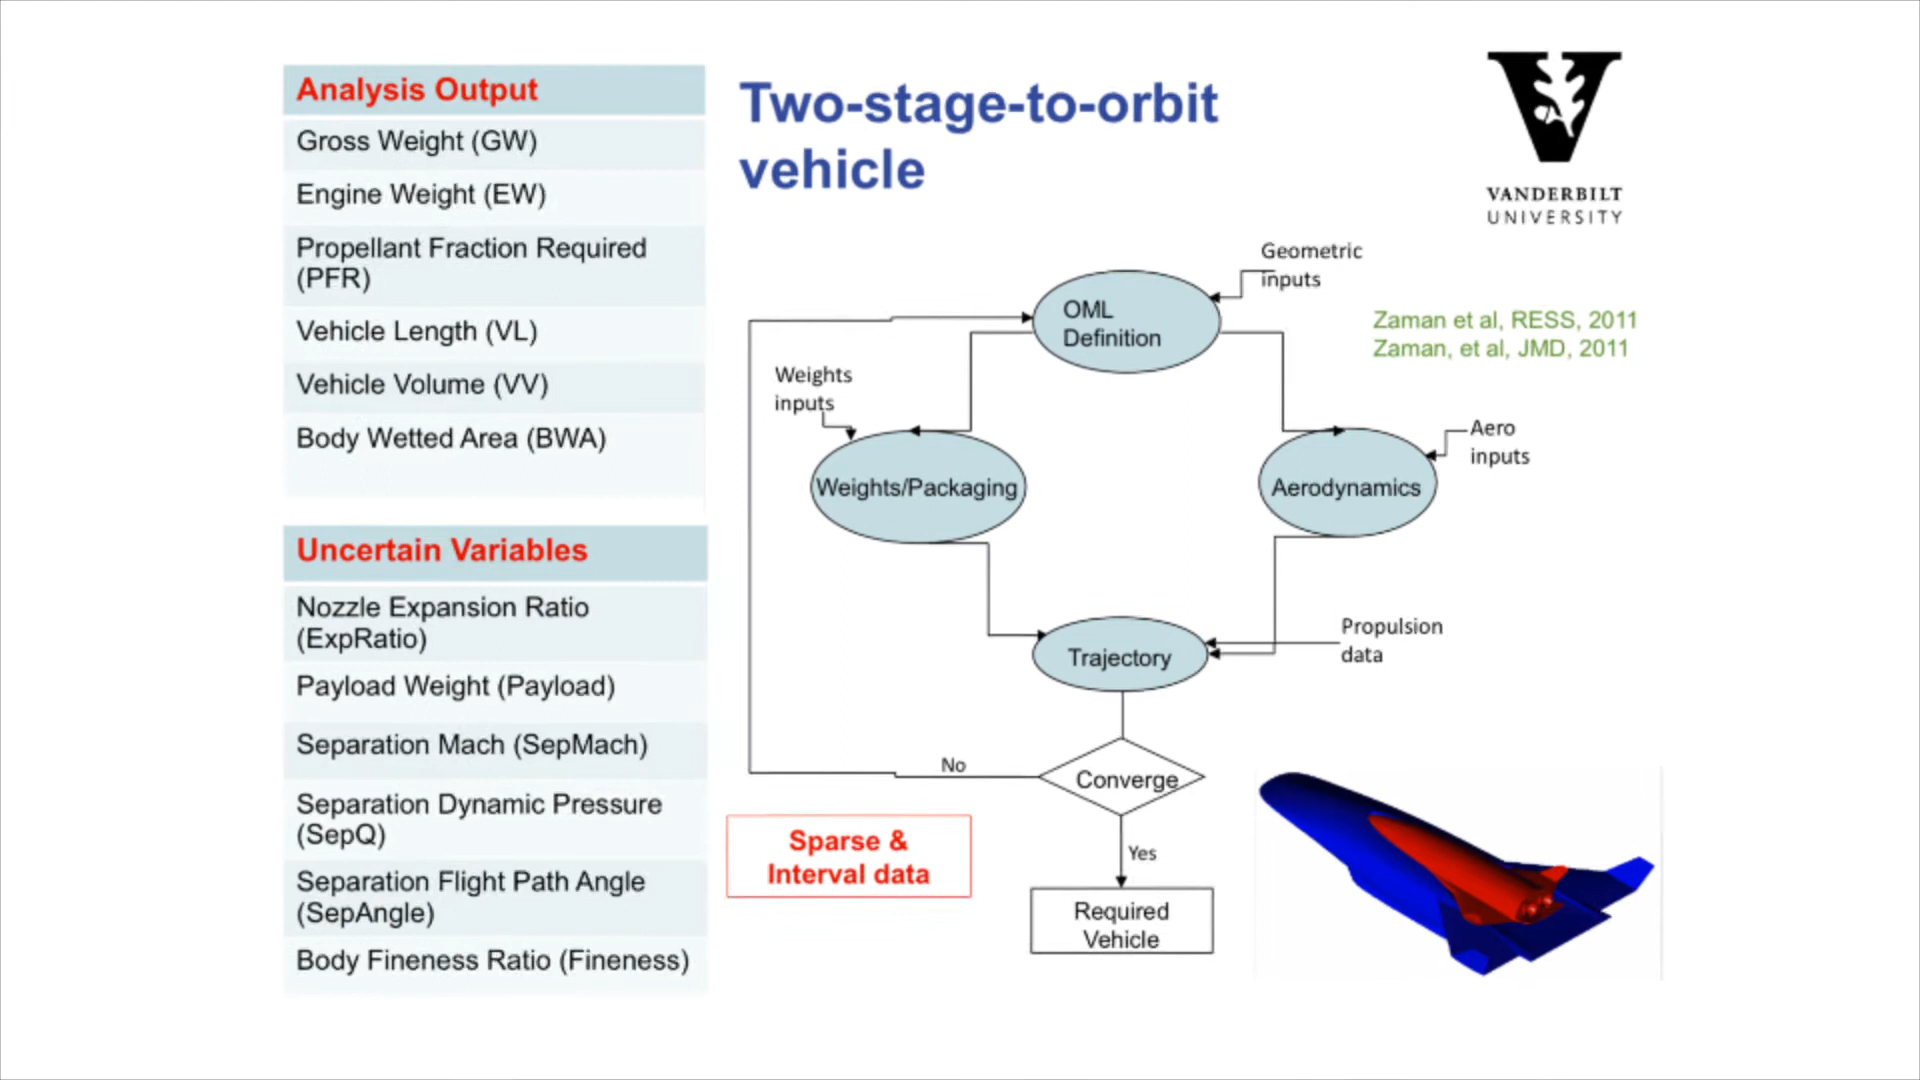 Analysis Output
Gross Weight (GW)
Engine Weight (EW)
Propellant Fraction Required
(PFR)
Vehicle Length (VL)
Vehicle Volume (VV)
Body Wetted Area (BWA)
Uncertain Variables
Nozzle Expansion Ratio
(ExpRatio)
Payload Weight (Payload)
Separation Mach (SepMach)
Separation Dynamic Pressure
(SepQ)
Separation Flight Path Angle
(SepAngle)
Body Fineness Ratio (Fineness)
Two-stage-to-orbit
vehicle
VANDERBILT
UNIVERSITY
Geometric
inputs
OML
Definition
Zaman et al, RESS, 2011
Zaman, et al, JMD, 2011
Weights
inputs
Aero
inputs
Weights/Packaging
Aerodynamics
Propulsion
data
Trajectory
No
Converge
Sparse &
Interval data
Yes
Required
Vehicle